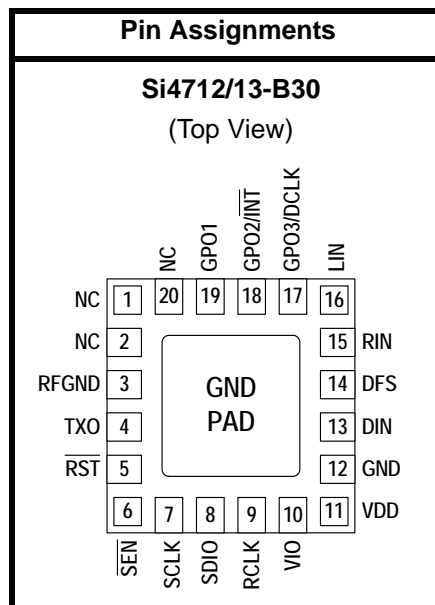 Pin Assignments
Si4712/13-B30
(Top View)
NC
GPO1
GPO2/INT
GPO3/DCLK
LIN
20 19 18 17 16
NC 1
NC 2
RFGND 3
TXO 4
RST 5
GND
PAD
15 RIN
14 DFS
13 DIN
12 GND
11 VDD
6 7 8 9 10
SEN
SCLK
SDIO
RCLK
VIO